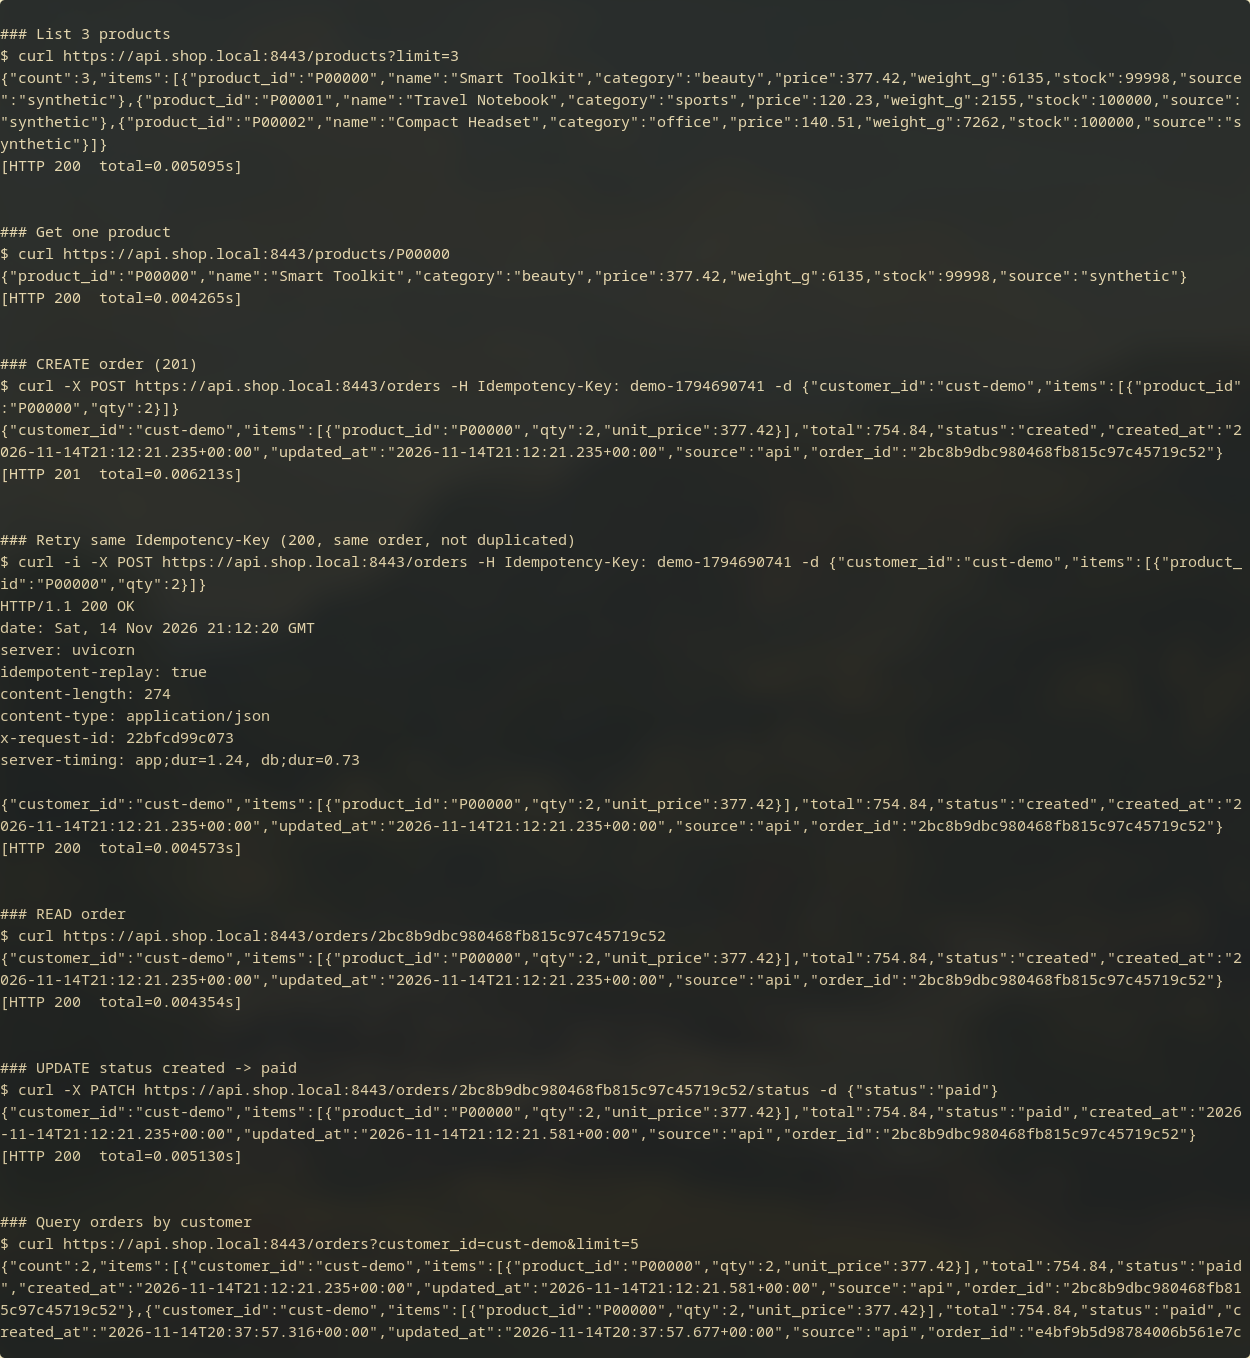 ### List 3 products
$ curl https://api.shop.local:8443/products?limit=3
{"count":3,"items":[{"product_id":"P00000","name":"Smart Toolkit","category":"beauty","price":377.42,"weight_g":6135,"stock":99998,"source
":"synthetic"},{"product_id":"P00001","name":"Travel Notebook","category":"sports","price":120.23,"weight_g":2155,"stock":100000,"source":
"synthetic"},{"product_id":"P00002","name":"Compact Headset","category":"office","price":140.51,"weight_g":7262,"stock":100000,"source":"s
ynthetic"}]}
[HTTP 200  total=0.005095s]
### Get one product
$ curl https://api.shop.local:8443/products/P00000
{"product_id":"P00000","name":"Smart Toolkit","category":"beauty","price":377.42,"weight_g":6135,"stock":99998,"source":"synthetic"}
[HTTP 200  total=0.004265s]
### CREATE order (201)
$ curl -X POST https://api.shop.local:8443/orders -H Idempotency-Key: demo-1794690741 -d {"customer_id":"cust-demo","items":[{"product_id"
:"P00000","qty":2}]}
{"customer_id":"cust-demo","items":[{"product_id":"P00000","qty":2,"unit_price":377.42}],"total":754.84,"status":"created","created_at":"2
026-11-14T21:12:21.235+00:00","updated_at":"2026-11-14T21:12:21.235+00:00","source":"api","order_id":"2bc8b9dbc980468fb815c97c45719c52"}
[HTTP 201  total=0.006213s]
### Retry same Idempotency-Key (200, same order, not duplicated)
$ curl -i -X POST https://api.shop.local:8443/orders -H Idempotency-Key: demo-1794690741 -d {"customer_id":"cust-demo","items":[{"product_
id":"P00000","qty":2}]}
HTTP/1.1 200 OK
date: Sat, 14 Nov 2026 21:12:20 GMT
server: uvicorn
idempotent-replay: true
content-length: 274
content-type: application/json
x-request-id: 22bfcd99c073
server-timing: app;dur=1.24, db;dur=0.73
{"customer_id":"cust-demo","items":[{"product_id":"P00000","qty":2,"unit_price":377.42}],"total":754.84,"status":"created","created_at":"2
026-11-14T21:12:21.235+00:00","updated_at":"2026-11-14T21:12:21.235+00:00","source":"api","order_id":"2bc8b9dbc980468fb815c97c45719c52"}
[HTTP 200  total=0.004573s]
### READ order
$ curl https://api.shop.local:8443/orders/2bc8b9dbc980468fb815c97c45719c52
{"customer_id":"cust-demo","items":[{"product_id":"P00000","qty":2,"unit_price":377.42}],"total":754.84,"status":"created","created_at":"2
026-11-14T21:12:21.235+00:00","updated_at":"2026-11-14T21:12:21.235+00:00","source":"api","order_id":"2bc8b9dbc980468fb815c97c45719c52"}
[HTTP 200  total=0.004354s]
### UPDATE status created -> paid
$ curl -X PATCH https://api.shop.local:8443/orders/2bc8b9dbc980468fb815c97c45719c52/status -d {"status":"paid"}
{"customer_id":"cust-demo","items":[{"product_id":"P00000","qty":2,"unit_price":377.42}],"total":754.84,"status":"paid","created_at":"2026
-11-14T21:12:21.235+00:00","updated_at":"2026-11-14T21:12:21.581+00:00","source":"api","order_id":"2bc8b9dbc980468fb815c97c45719c52"}
[HTTP 200  total=0.005130s]
### Query orders by customer
$ curl https://api.shop.local:8443/orders?customer_id=cust-demo&limit=5
{"count":2,"items":[{"customer_id":"cust-demo","items":[{"product_id":"P00000","qty":2,"unit_price":377.42}],"total":754.84,"status":"paid
","created_at":"2026-11-14T21:12:21.235+00:00","updated_at":"2026-11-14T21:12:21.581+00:00","source":"api","order_id":"2bc8b9dbc980468fb81
5c97c45719c52"},{"customer_id":"cust-demo","items":[{"product_id":"P00000","qty":2,"unit_price":377.42}],"total":754.84,"status":"paid","c
reated_at":"2026-11-14T20:37:57.316+00:00","updated_at":"2026-11-14T20:37:57.677+00:00","source":"api","order_id":"e4bf9b5d98784006b561e7c